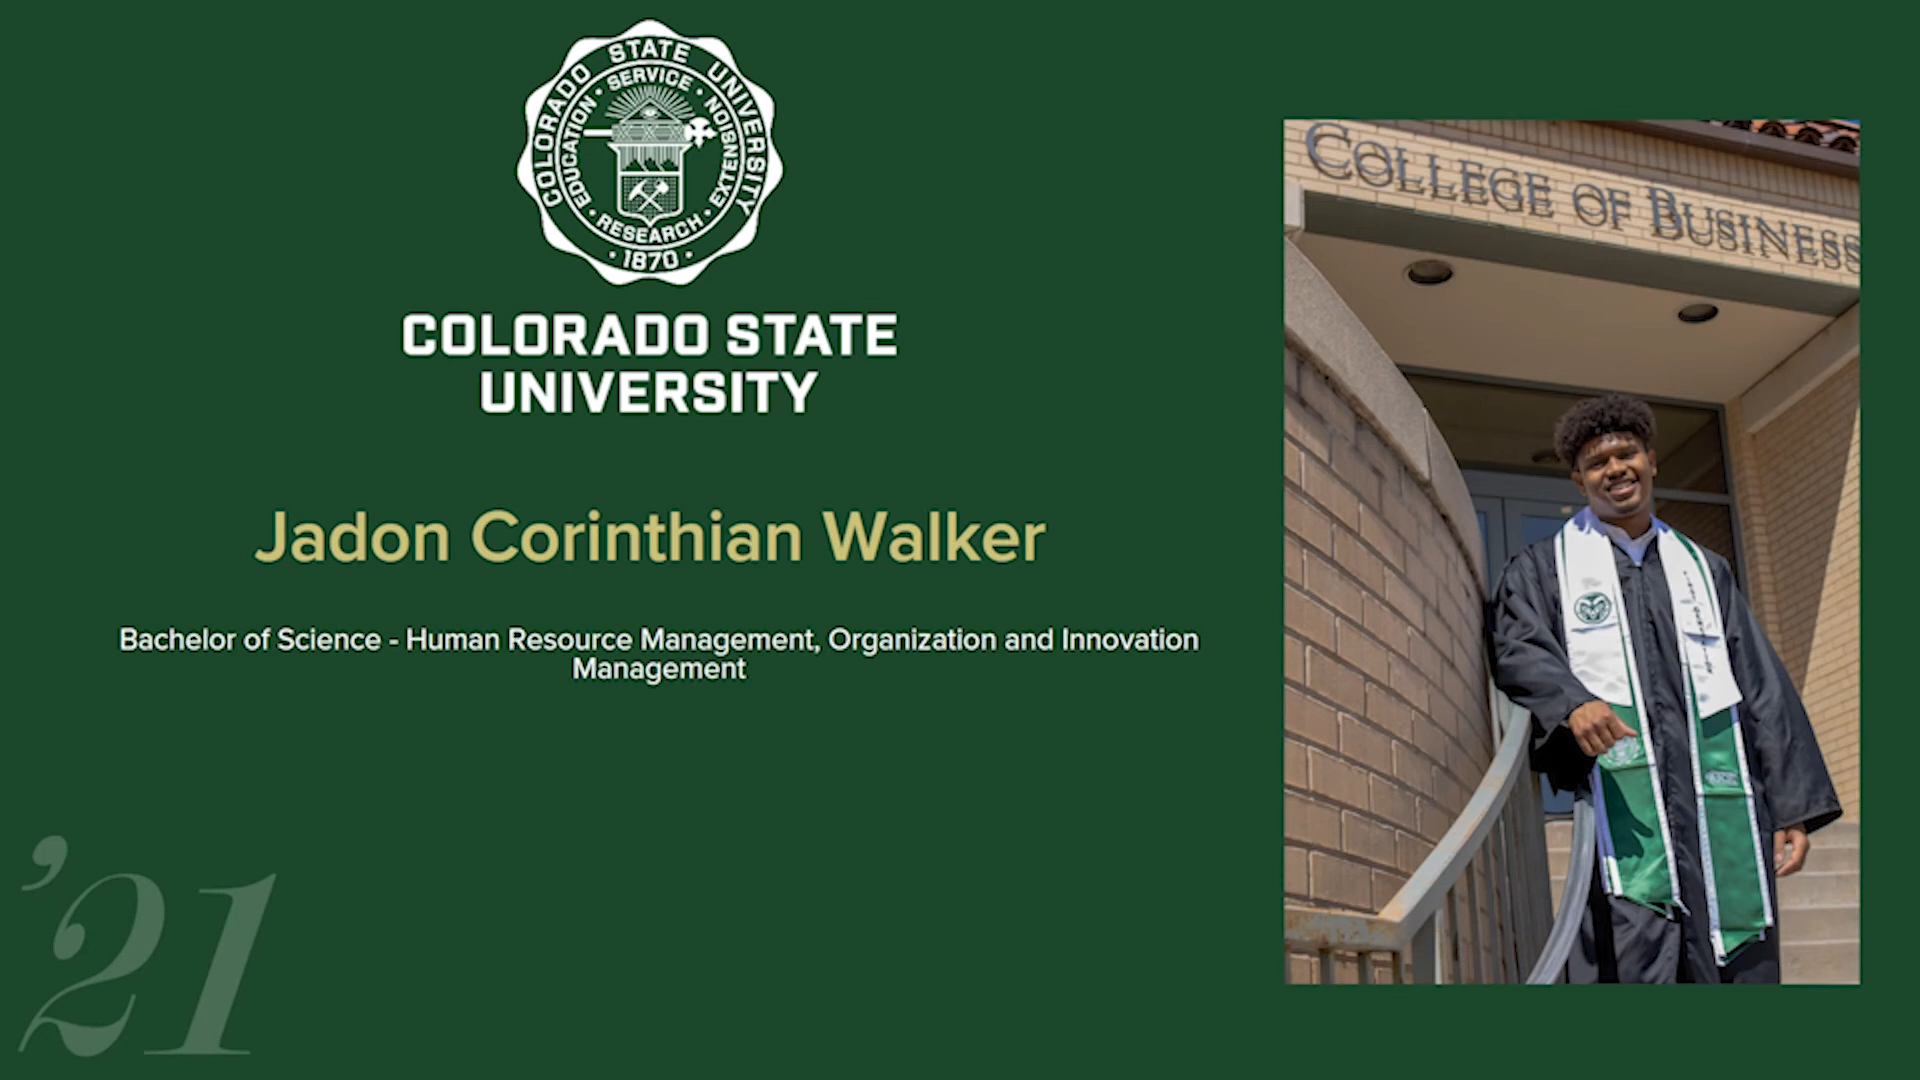 COLORADO STATE UNIVERSITY
EDUCATION · SERVICE · EXTENSION
· RESEARCH ·
· 1870 ·
COLORADO STATE
UNIVERSITY
Jadon Corinthian Walker
Bachelor of Science - Human Resource Management, Organization and Innovation
Management
’21
COLLEGE OF BUSINESS